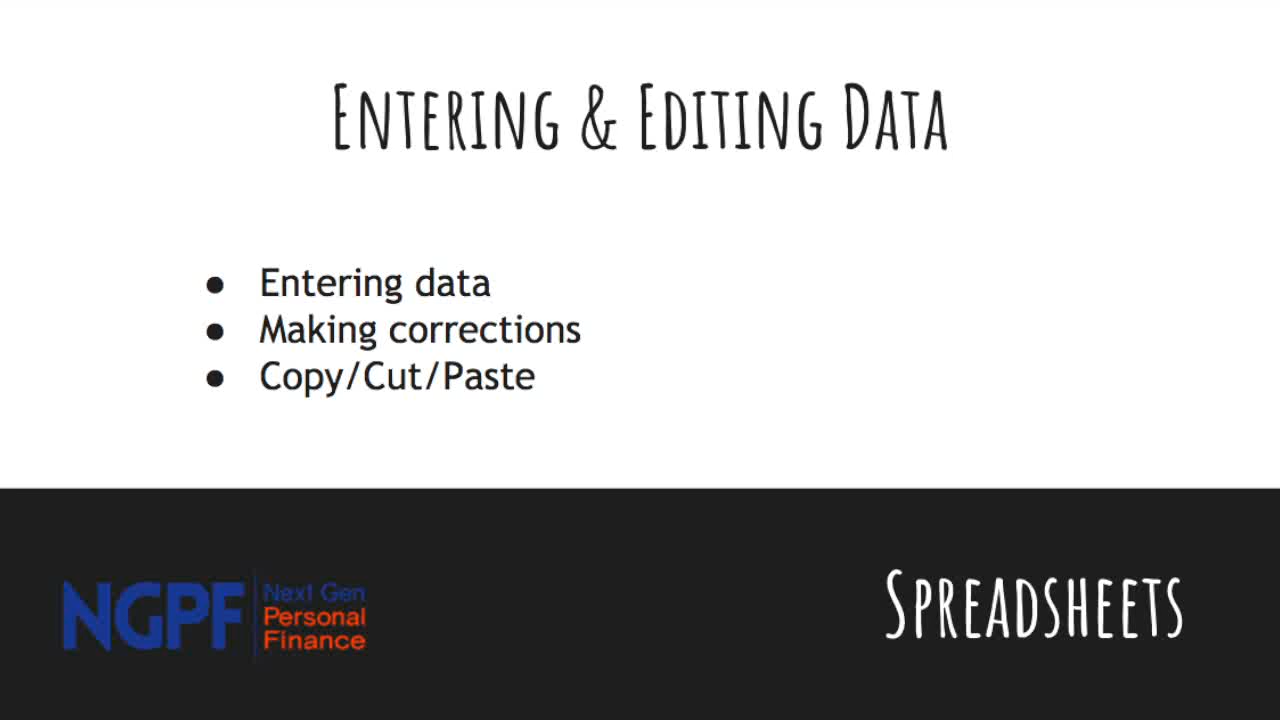 Entering & Editing Data
● Entering data
● Making corrections
● Copy/Cut/Paste
NGPF
Next Gen
Personal
Finance
Spreadsheets